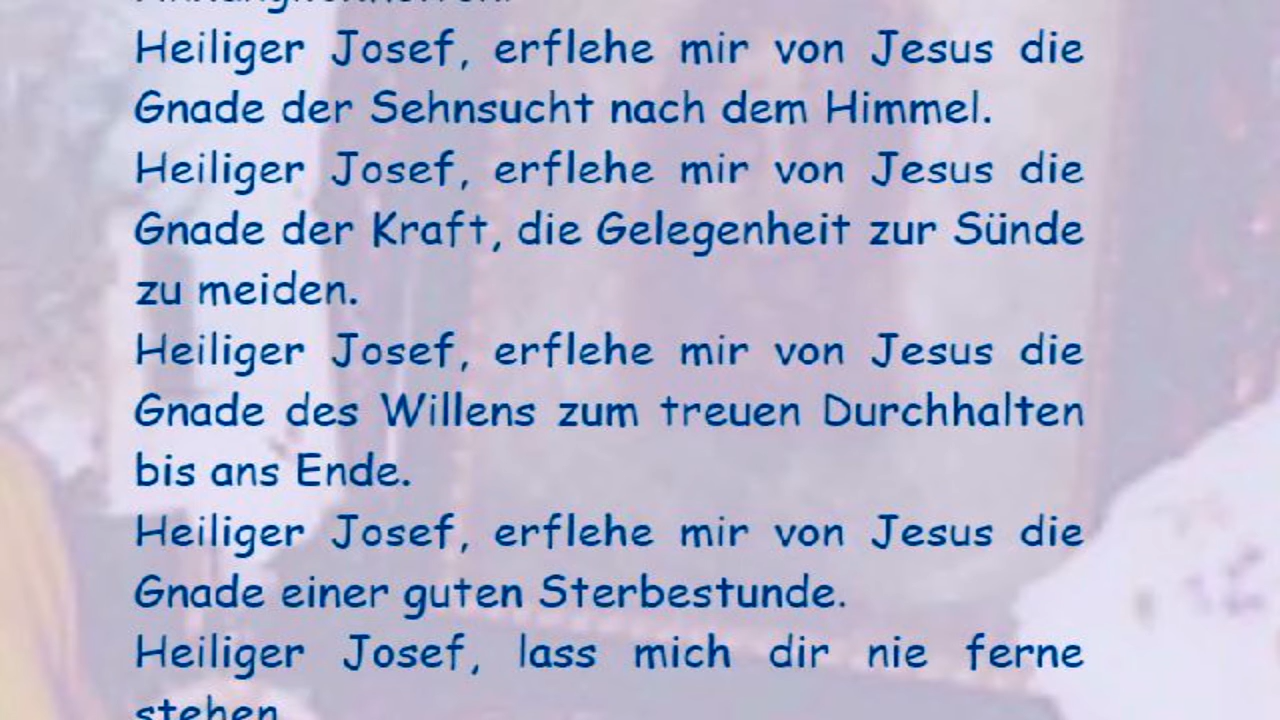 Heiliger Josef, erflehe mir von Jesus die
Gnade der Sehnsucht nach dem Himmel.
Heiliger Josef, erflehe mir von Jesus die
Gnade der Kraft, die Gelegenheit zur Sünde
zu meiden.
Heiliger Josef, erflehe mir von Jesus die
Gnade des Willens zum treuen Durchhalten
bis ans Ende.
Heiliger Josef, erflehe mir von Jesus die
Gnade einer guten Sterbestunde.
Heiliger Josef, lass mich dir nie ferne
stehen